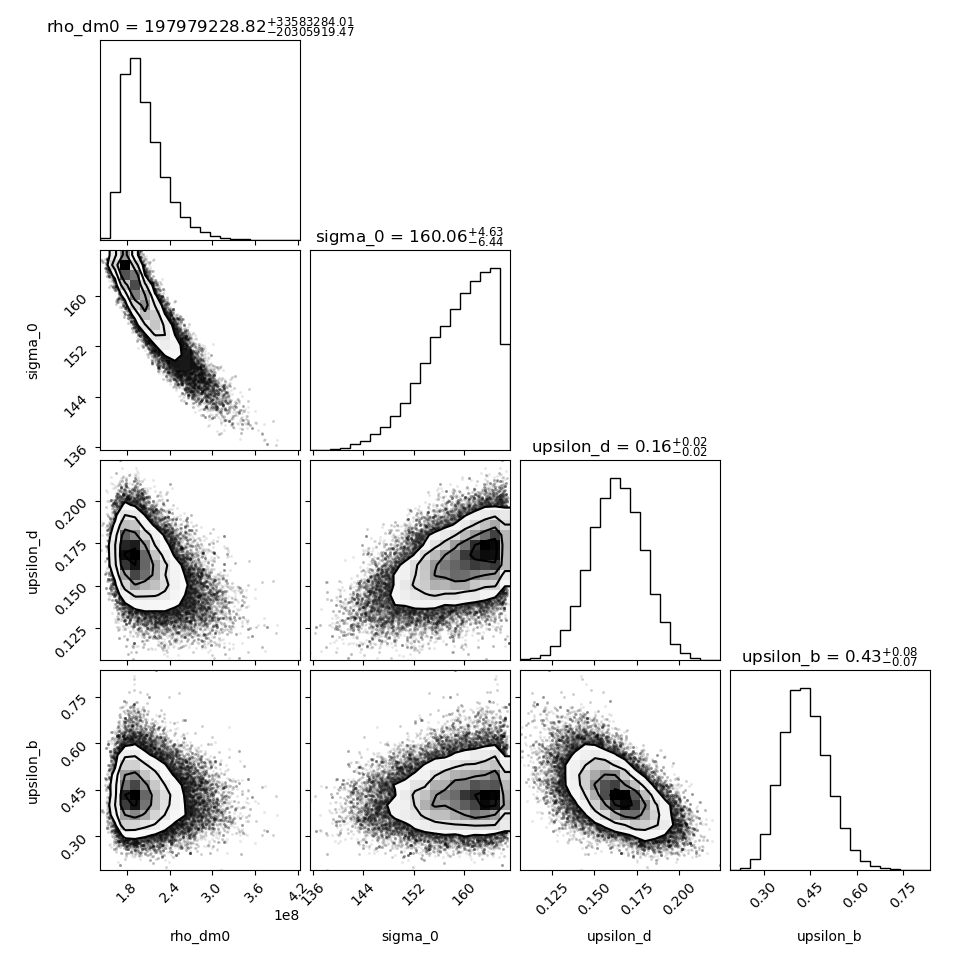 rho_dm0 = 197979228.82+33583284.01
−20305919.47
sigma_0 = 160.06+4.63
−6.44
160
152
144
136
sigma_0
upsilon_d = 0.16+0.02
−0.02
0.200
0.175
0.150
0.125
upsilon_d
upsilon_b = 0.43+0.08
−0.07
0.75
0.60
0.45
0.30
upsilon_b
1.8 2.4 3.0 3.6 4.2 136 144 152 160 0.125 0.150 0.175 0.200 0.30 0.45 0.60 0.75
1e8
rho_dm0 sigma_0 upsilon_d upsilon_b